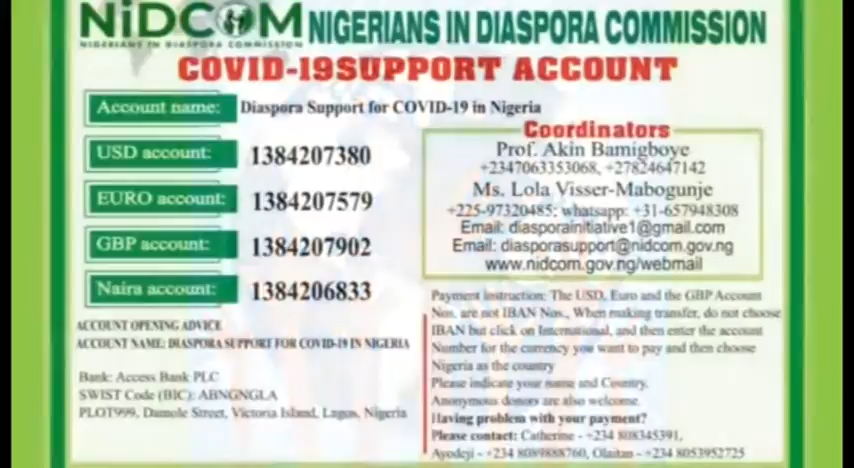 NiDCOM NIGERIANS IN DIASPORA COMMISSION
NIGERIANS IN DIASPORA COMMISSION
COVID-19SUPPORT ACCOUNT
Account name: Diaspora Support for COVID-19 in Nigeria
USD account: 1384207380
EURO account: 1384207579
GBP account: 1384207902
Naira account: 1384206833
Coordinators
Prof. Akin Bamigboye
+2347063353068, +27824647142
Ms. Lola Visser-Mabogunje
+225-97320485; whatsapp: +31-657948308
Email: diasporainitiative1@gmail.com
Email: diasporasupport@nidcom.gov.ng
www.nidcom.gov.ng/webmail
ACCOUNT OPENING ADVICE
ACCOUNT NAME: DIASPORA SUPPORT FOR COVID-19 IN NIGERIA
Bank: Access Bank PLC
SWIST Code (BIC): ABNGNGLA
PLOT999, Damole Street, Victoria Island, Lagos, Nigeria
Payment instruction: The USD, Euro and the GBP Account
Nos. are not IBAN Nos., When making transfer, do not choose
IBAN but click on International, and then enter the account
Number for the currency you want to pay and then choose
Nigeria as the country
Please indicate your name and Country.
Anonymous donors are also welcome.
Having problem with your payment?
Please contact: Catherine - +234 808345391,
Ayodeji - +234 8089888760, Olaitan - +234 8053952725